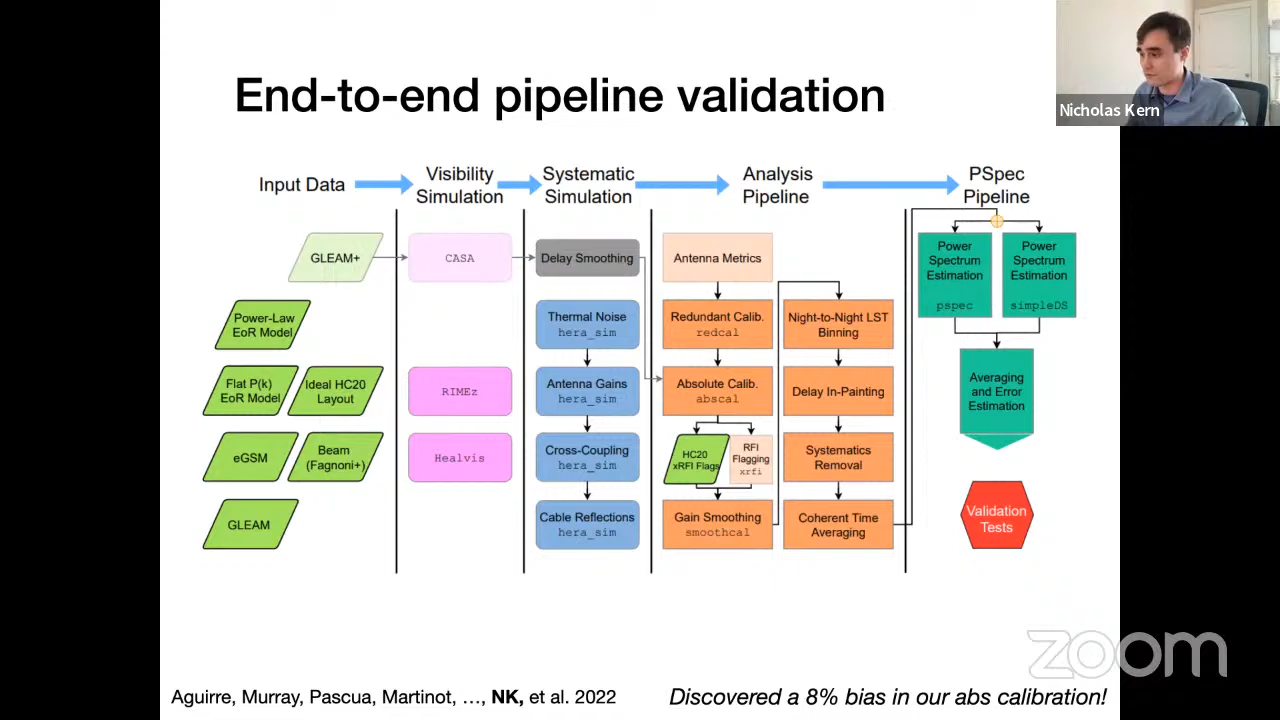 End-to-end pipeline validation
Nicholas Kern
Input Data
Visibility
Simulation
Systematic
Simulation
Analysis
Pipeline
PSpec
Pipeline
GLEAM+
CASA
Delay Smoothing
Antenna Metrics
Power
Spectrum
Estimation
pspec
Power
Spectrum
Estimation
simpleDS
Power-Law
EoR Model
Thermal Noise
hera_sim
Redundant Calib.
redcal
Night-to-Night LST
Binning
Flat P(k)
EoR Model
Ideal HC20
Layout
RIMEz
Antenna Gains
hera_sim
Absolute Calib.
abscal
Delay In-Painting
Averaging
and Error
Estimation
eGSM
Beam
(Fagnoni+)
Healvis
Cross-Coupling
hera_sim
HC20
xRFI Flags
RFI
Flagging
xrfi
Systematics
Removal
GLEAM
Cable Reflections
hera_sim
Gain Smoothing
smoothcal
Coherent Time
Averaging
Validation
Tests
zoom
Aguirre, Murray, Pascua, Martinot, …, NK, et al. 2022
Discovered a 8% bias in our abs calibration!